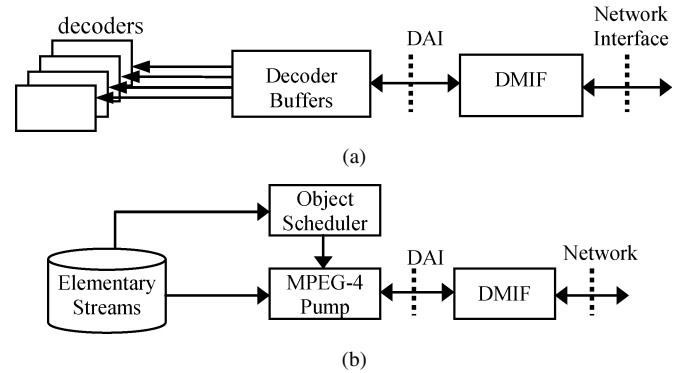 decoders
Decoder
Buffers
DAI
DMIF
Network
Interface
(a)
Object
Scheduler
Elementary
Streams
MPEG-4
Pump
DAI
DMIF
Network
(b)